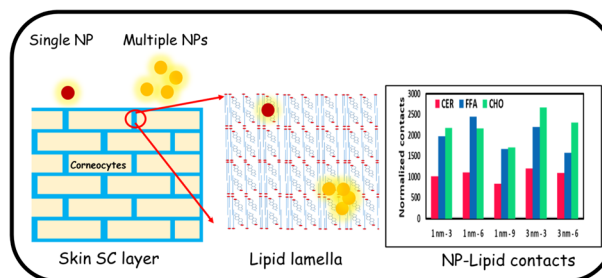 Single NP
Multiple NPs
Corneocytes
Skin SC layer
Lipid lamella
CER FFA CHO
Normalized contacts
3000
2500
2000
1500
1000
500
0
1nm-3 1nm-6 1nm-9 3nm-3 3nm-6
NP-Lipid contacts